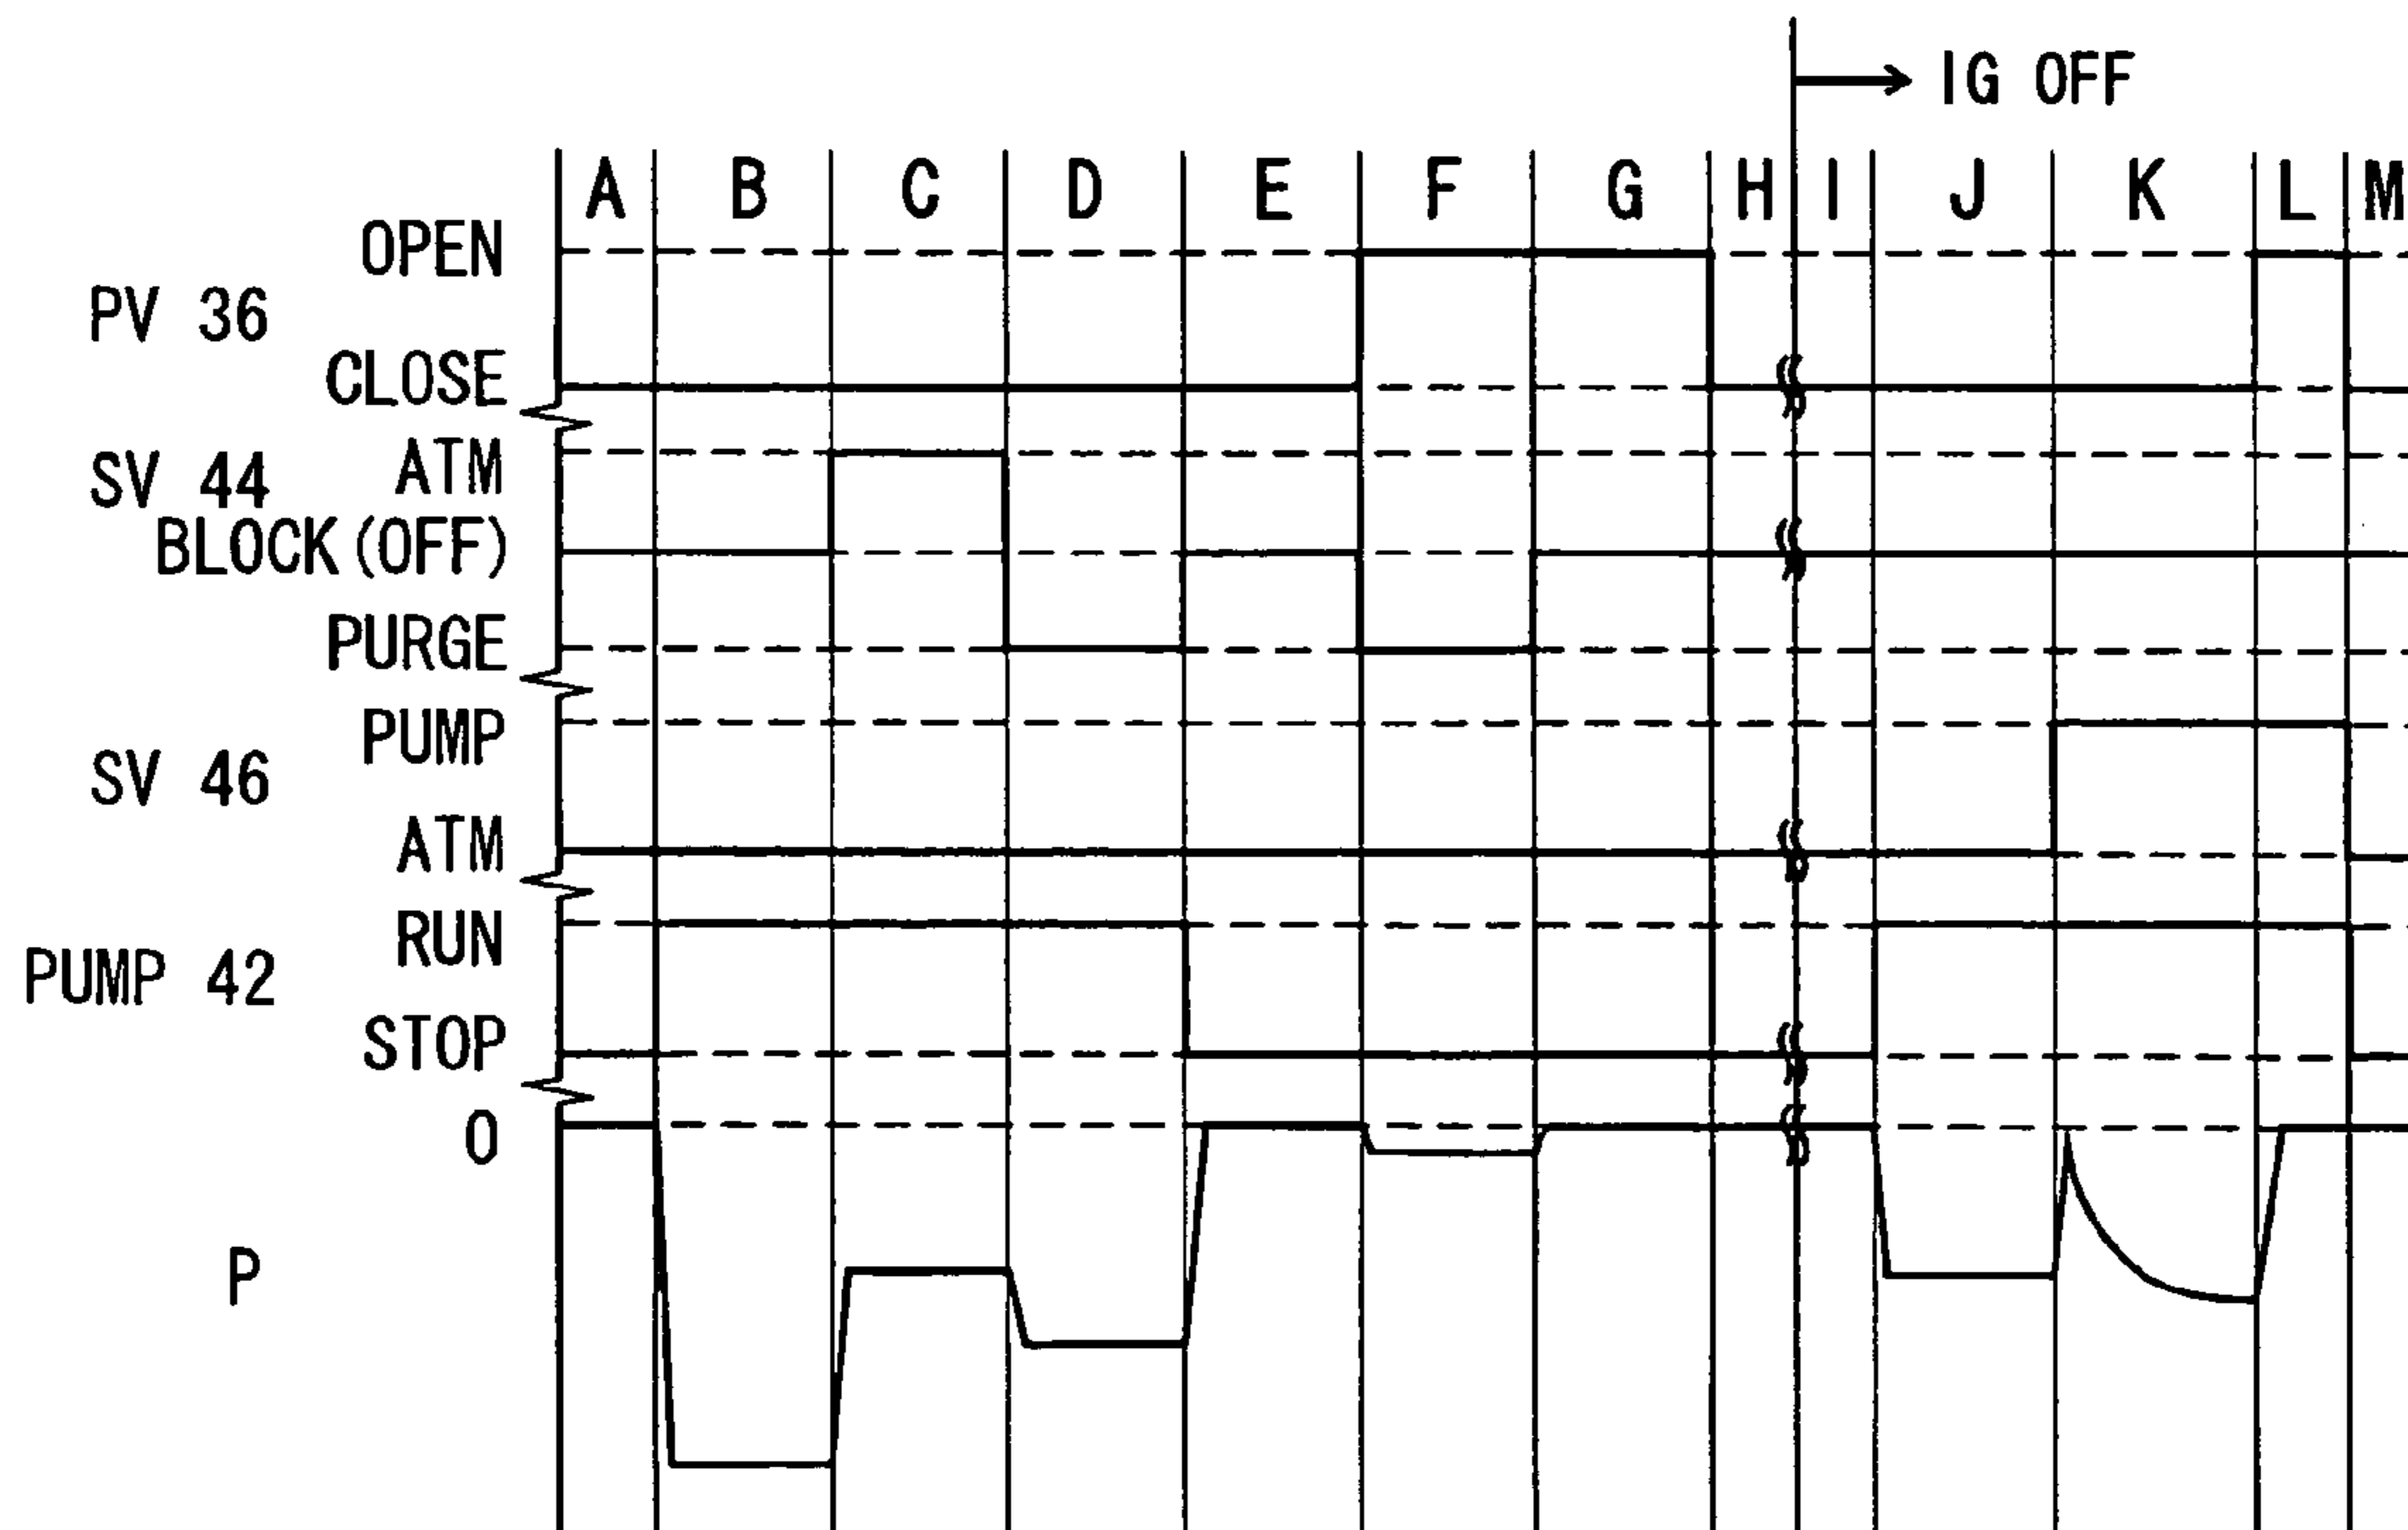 IG OFF
A B C D E F G H I J K L M
OPEN
PV 36
CLOSE
ATM
SV 44
BLOCK(OFF)
PURGE
PUMP
SV 46
ATM
RUN
PUMP 42
STOP
0
P